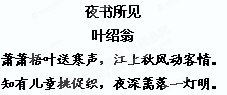 夜书所见
叶绍翁
萧萧梧叶送寒声，江上秋风动客情。
知有儿童挑促织，夜深篱落一灯明。